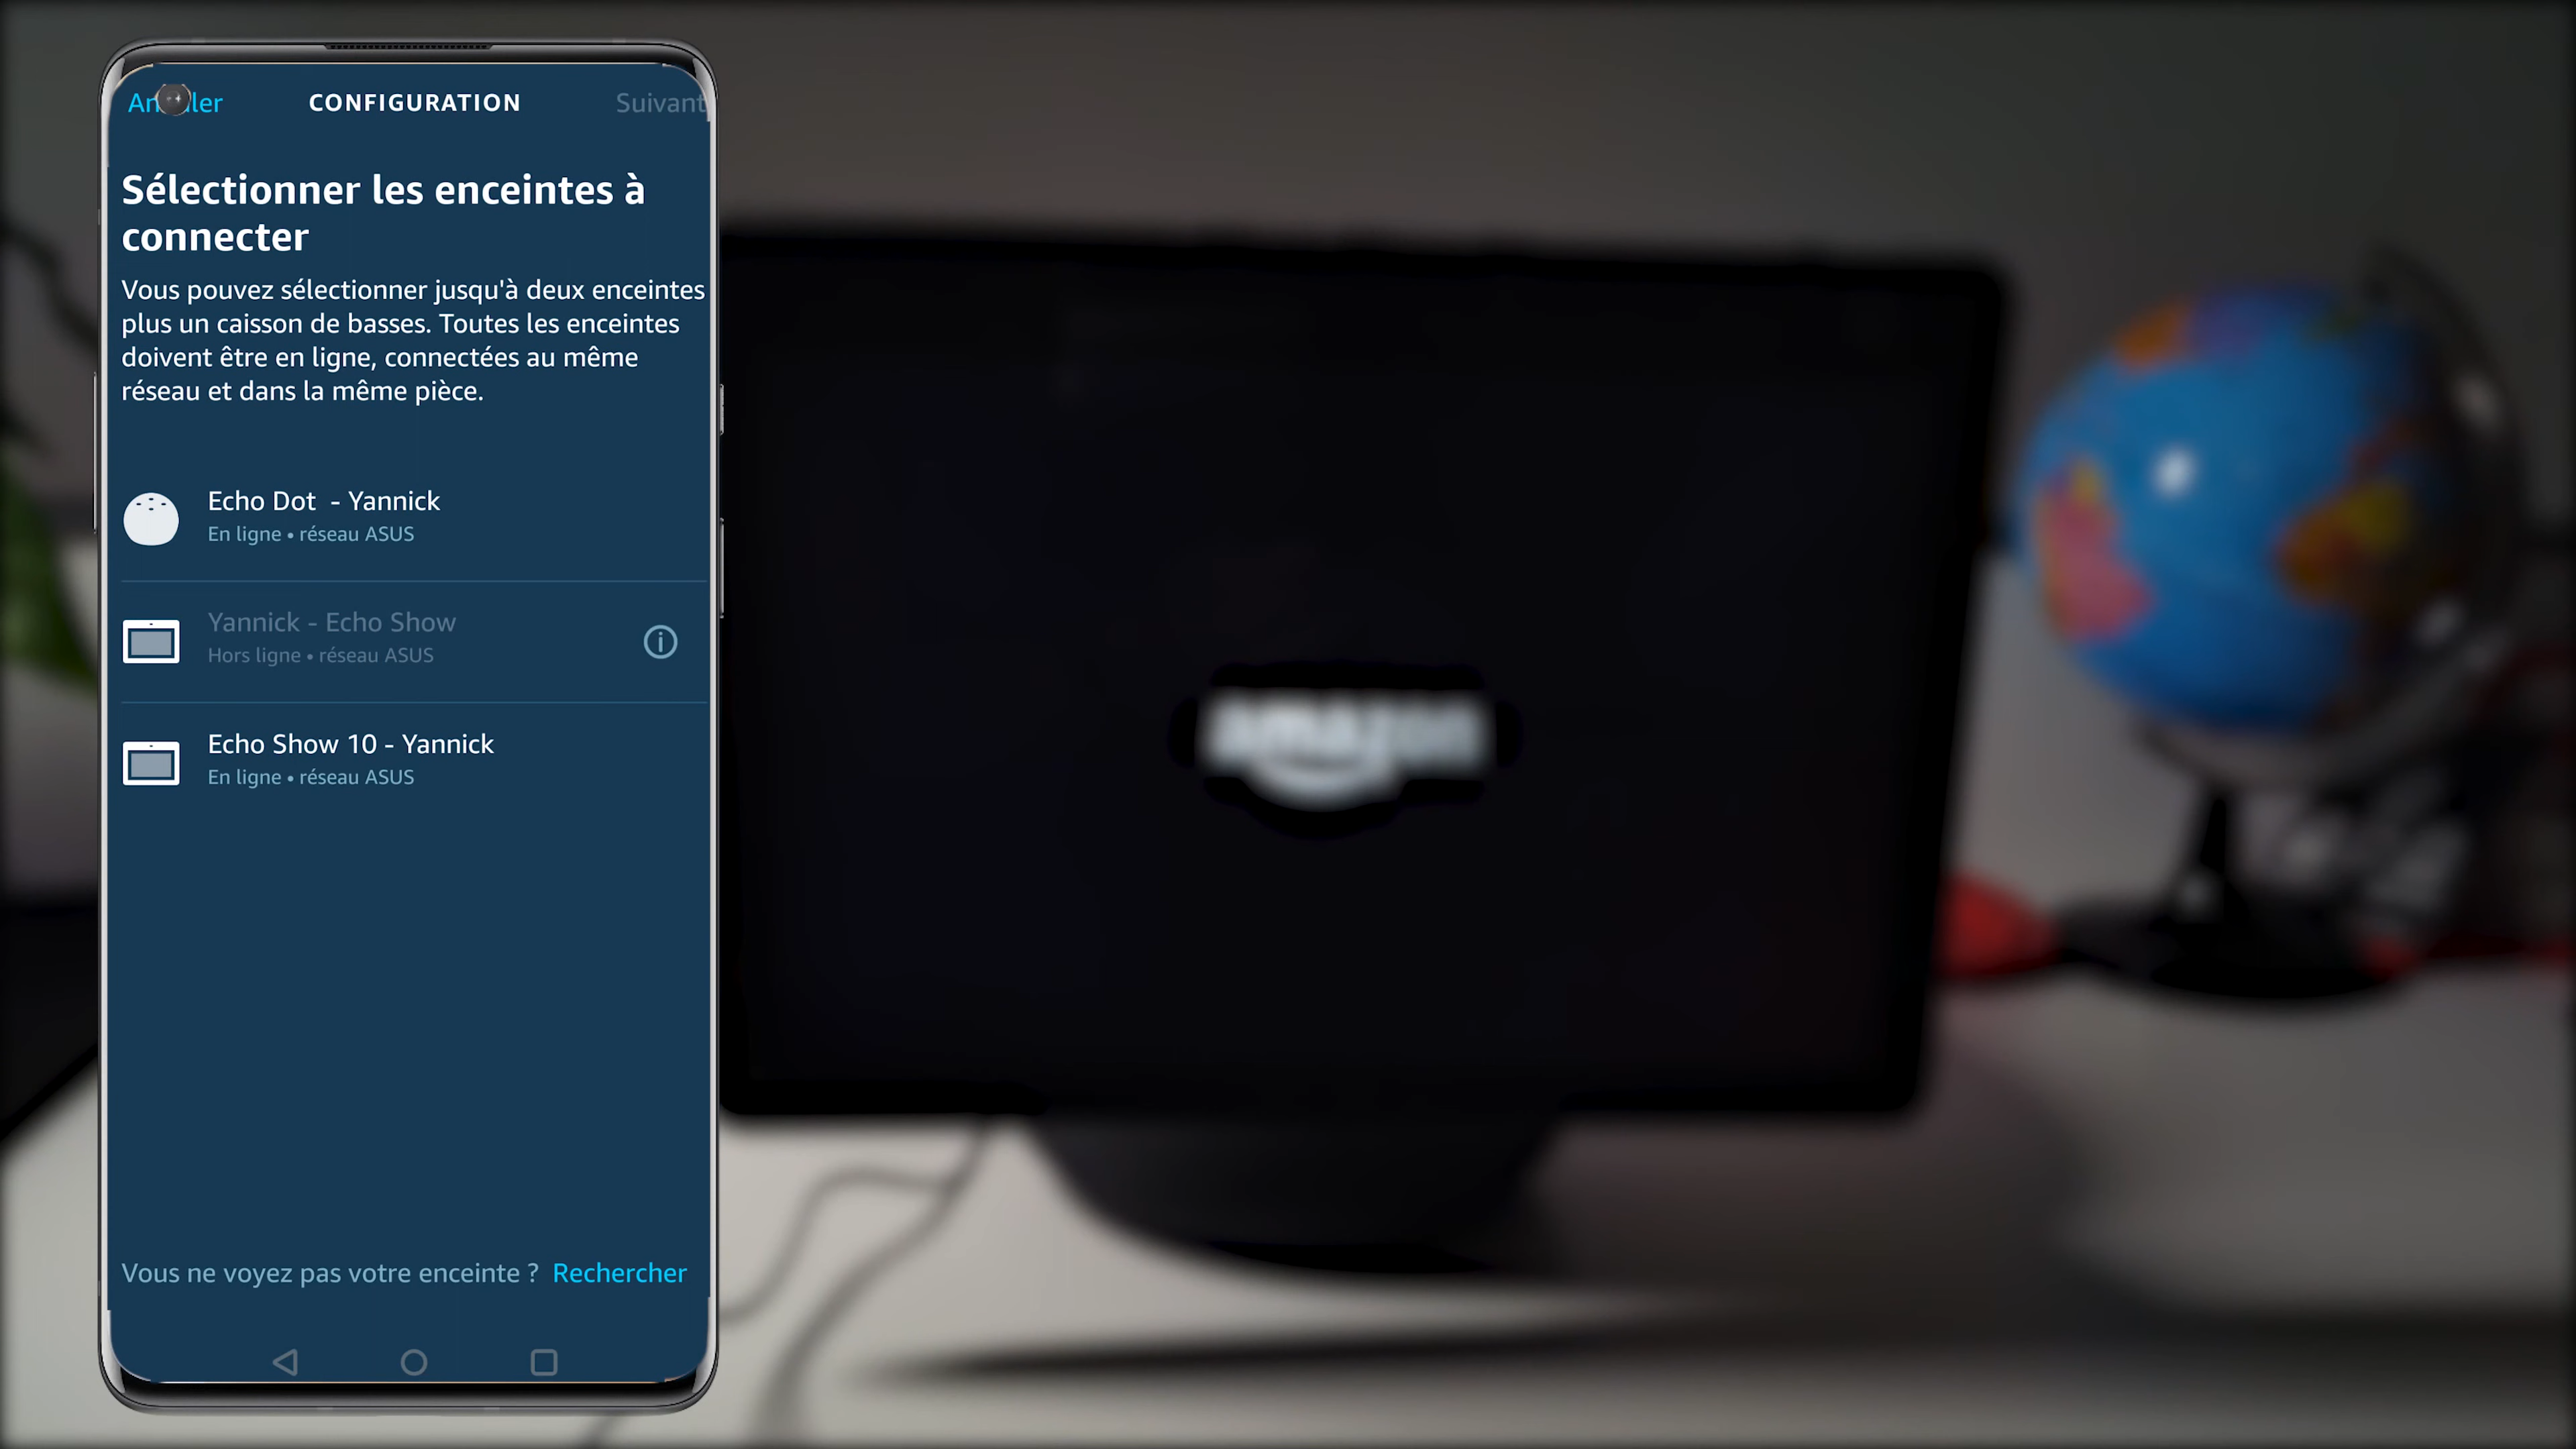 CONFIGURATION
Suivant
Sélectionner les enceintes à
connecter
Vous pouvez sélectionner jusqu'à deux enceintes
plus un caisson de basses. Toutes les enceintes
doivent être en ligne, connectées au même
réseau et dans la même pièce.
Echo Dot - Yannick
En ligne • réseau ASUS
Yannick - Echo Show
Hors ligne • réseau ASUS
Echo Show 10 - Yannick
En ligne • réseau ASUS
Vous ne voyez pas votre enceinte ? Rechercher
amazon